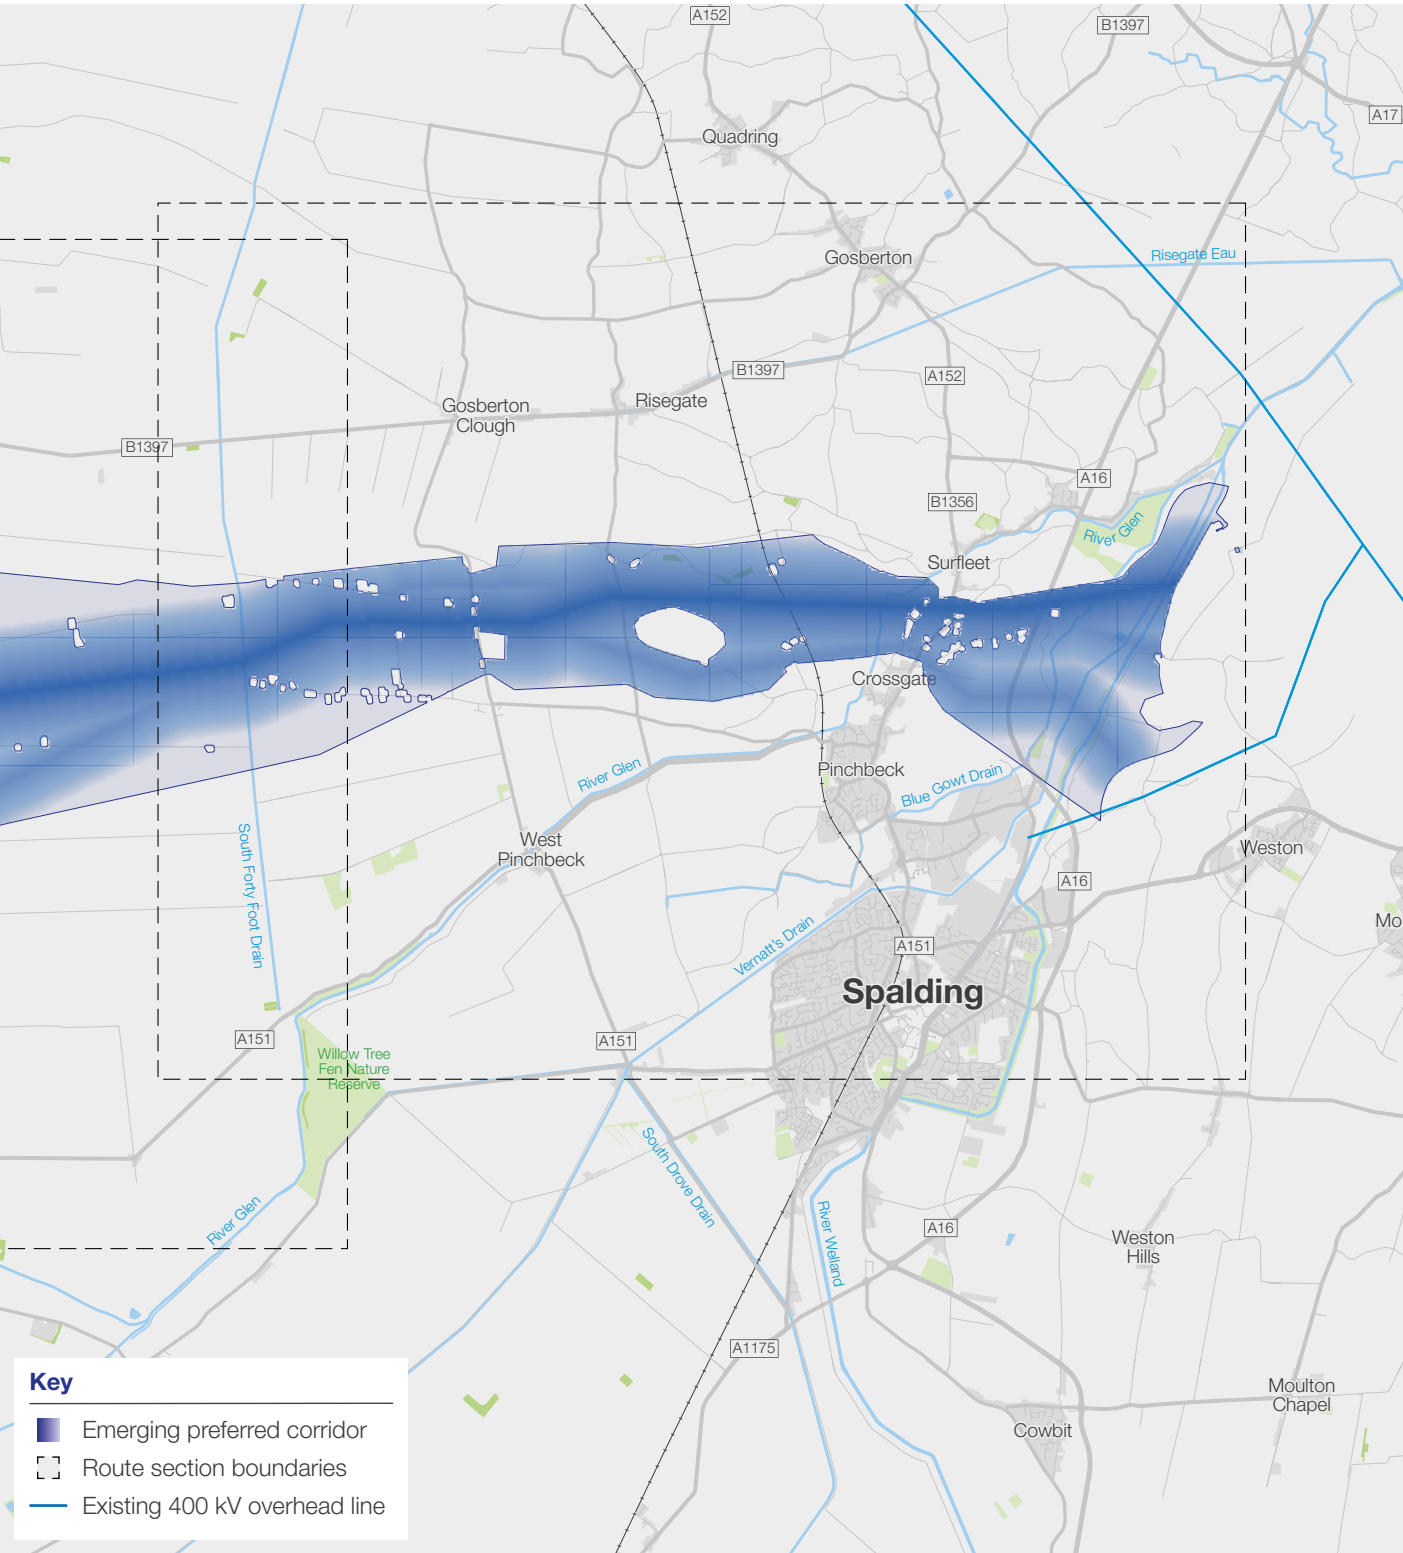 A152
B1397
A17
Quadring
Gosberton
Risegate Eau
B1397
A152
Gosberton
Clough
Risegate
B1397
A16
B1356
River Glen
Surfleet
Crossgate
River Glen
Pinchbeck
Blue Gowt Drain
West
Pinchbeck
Weston
South Forty Foot Drain
A16
Mo
Vernatt's Drain
A151
Spalding
A151
A151
Willow Tree
Fen Nature
Reserve
South Drove Drain
River Glen
River Welland
A16
Weston
Hills
A1175
Moulton
Chapel
Cowbit
Key
Emerging preferred corridor
Route section boundaries
Existing 400 kV overhead line